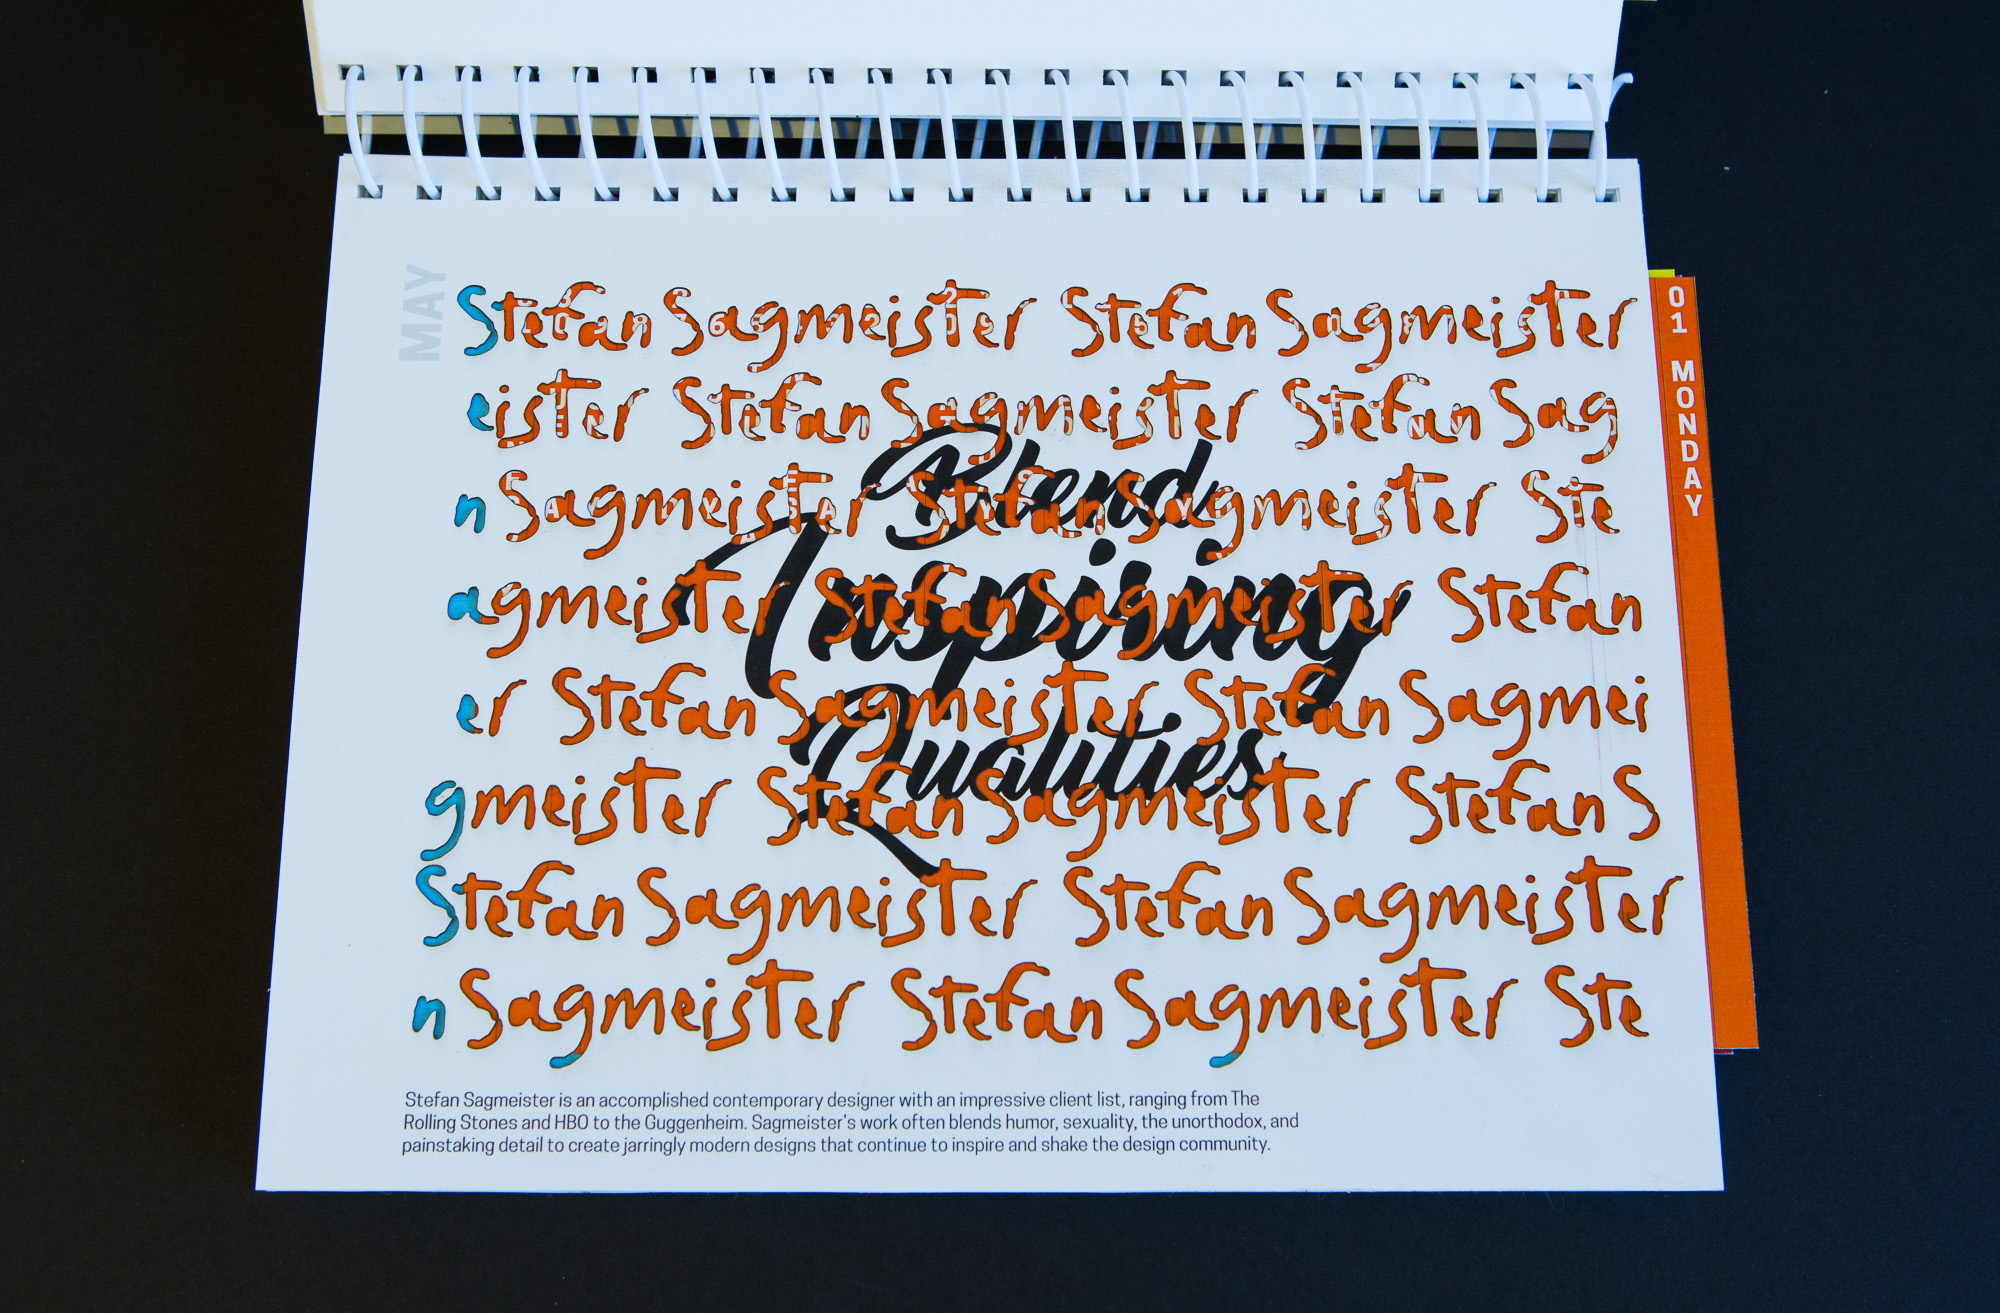 MAY
Stefan Sagmeister Stefan Sagmeister
eister Stefan Sagmeister Stefan Sag
n Sagmeister Stefan Sagmeister Ste
agmeister Stefan Sagmeister Stefan
er Stefan Sagmeister Stefan Sagmei
gmeister Stefan Sagmeister Stefan S
Stefan Sagmeister Stefan Sagmeister
n Sagmeister Stefan Sagmeister Ste
Blend
Inspiring
Qualities
01 MONDAY
Stefan Sagmeister is an accomplished contemporary designer with an impressive client list, ranging from The
Rolling Stones and HBO to the Guggenheim. Sagmeister's work often blends humor, sexuality, the unorthodox, and
painstaking detail to create jarringly modern designs that continue to inspire and shake the design community.